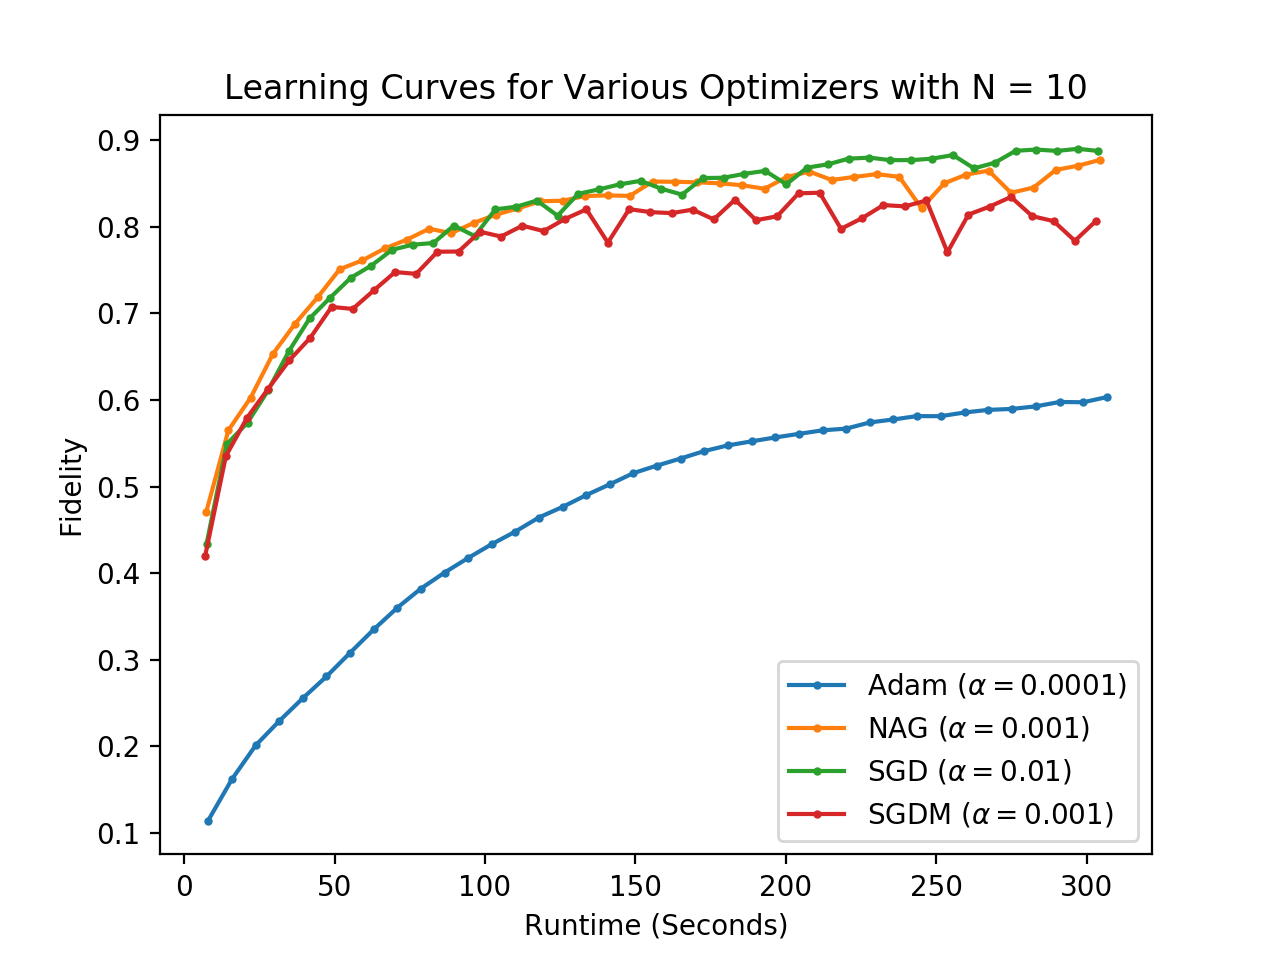 Learning Curves for Various Optimizers with N = 10
0.9
0.8
0.7
0.6
0.5
0.4
0.3
0.2
0.1
Fidelity
Adam (α = 0.0001)
NAG (α = 0.001)
SGD (α = 0.01)
SGDM (α = 0.001)
0 50 100 150 200 250 300
Runtime (Seconds)